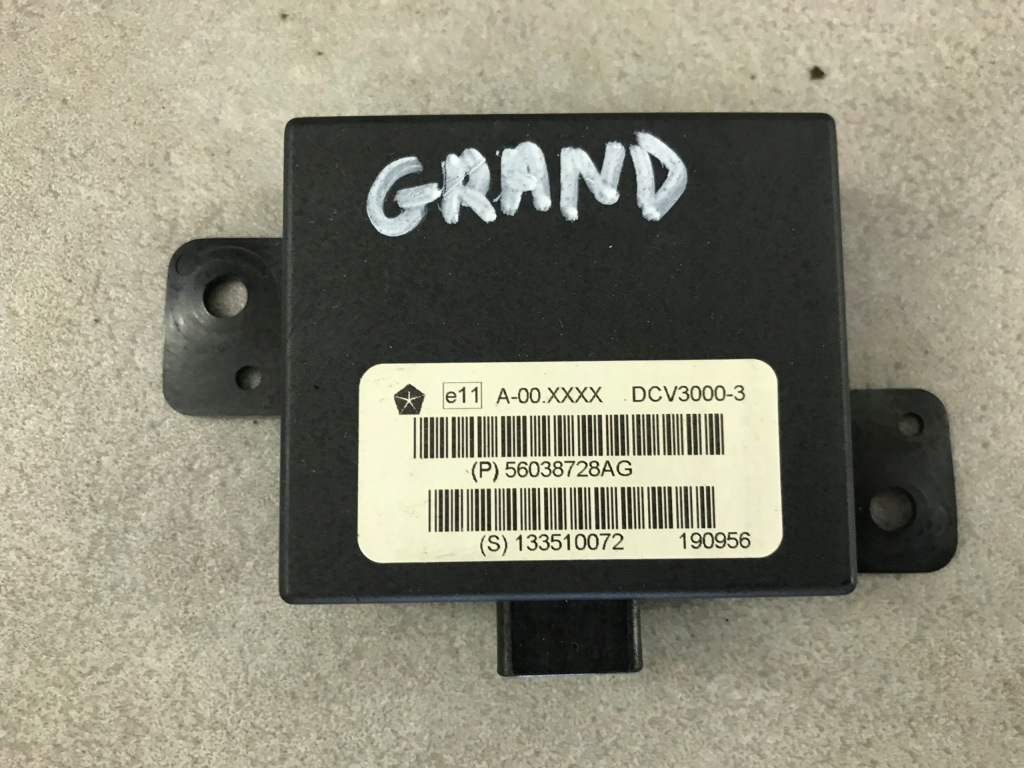 GRAND
e11 A-00.XXXX DCV3000-3
(P) 56038728AG
(S) 133510072 190956